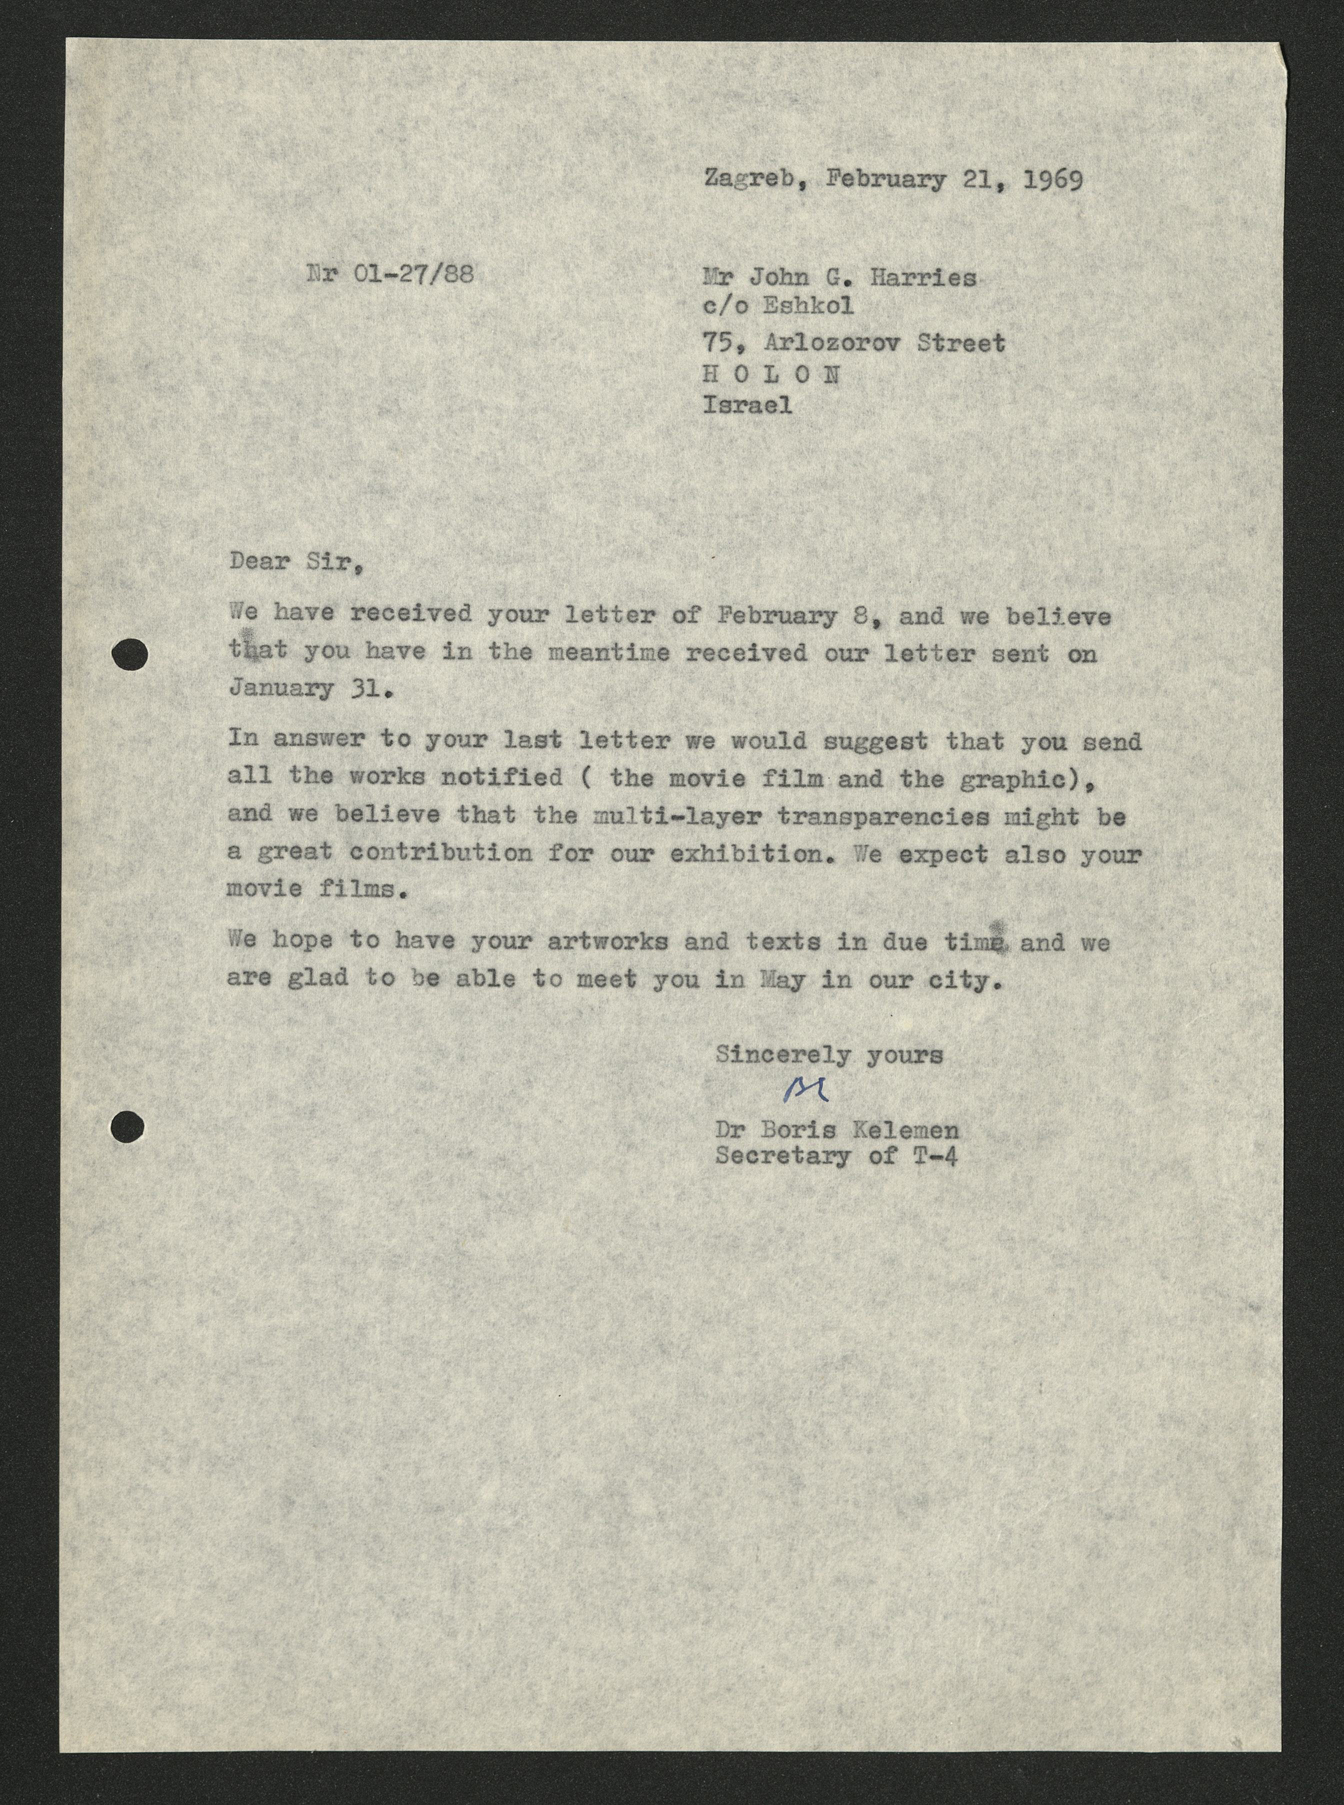 Zagreb, February 21, 1969
Nr 01-27/88
Mr John G. Harries
c/o Eshkol
75, Arlozorov Street
H O L O N
Israel
Dear Sir,
We have received your letter of February 8, and we believe
that you have in the meantime received our letter sent on
January 31.
In answer to your last letter we would suggest that you send
all the works notified ( the movie film and the graphic),
and we believe that the multi-layer transparencies might be
a great contribution for our exhibition. We expect also your
movie films.
We hope to have your artworks and texts in due time and we
are glad to be able to meet you in May in our city.
Sincerely yours
Dr Boris Kelemen
Secretary of T-4